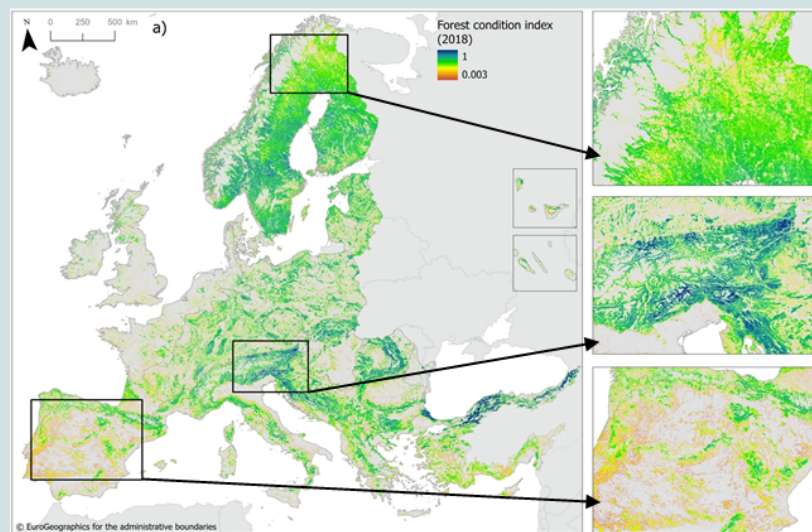 N
0 250 500 km
a)
Forest condition index
(2018)
1
0.003
© EuroGeographics for the administrative boundaries